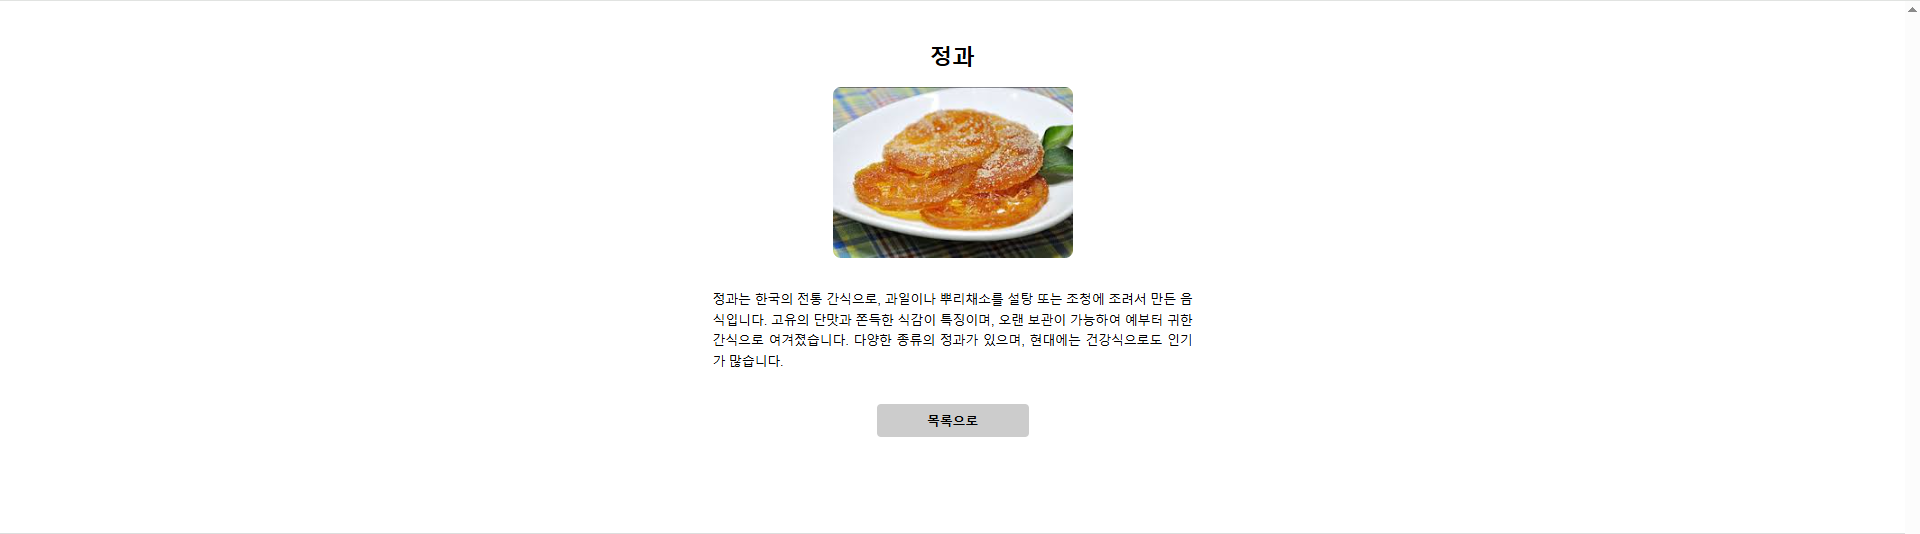 정과
정과는 한국의 전통 간식으로, 과일이나 뿌리채소를 설탕 또는 조청에 조려서 만든 음
식입니다. 고유의 단맛과 쫀득한 식감이 특징이며, 오랜 보관이 가능하여 예부터 귀한
간식으로 여겨졌습니다. 다양한 종류의 정과가 있으며, 현대에는 건강식으로도 인기
가 많습니다.
목록으로